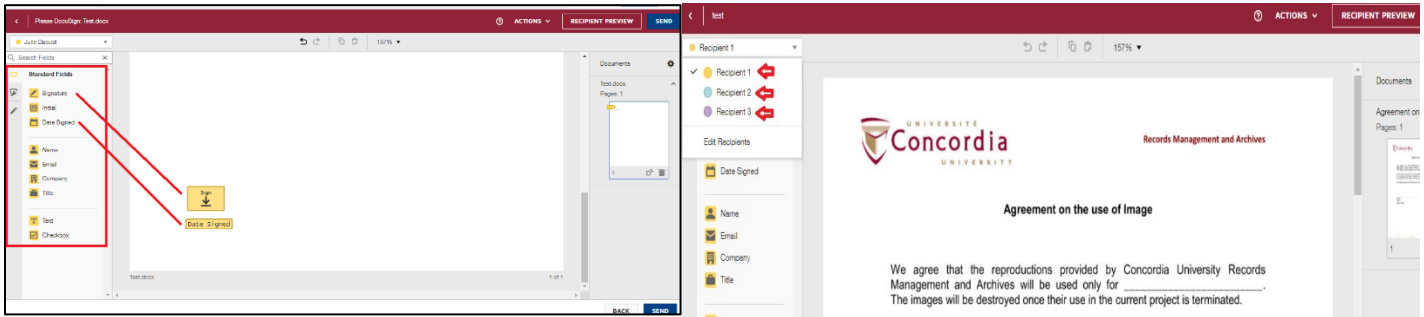 Please DocuSign: Test.docx
ACTIONS
RECIPIENT PREVIEW
SEND
Julie Daoust
157%
Search Fields
Standard Fields
Signature
Initial
Date Signed
Name
Email
Company
Title
Text
Checkbox
Sign
Date Signed
Test.docx
1 of 1
Documents
Test.docx
Pages: 1
1
BACK
SEND
test
ACTIONS
RECIPIENT PREVIEW
Recipient 1
157%
Recipient 1
Recipient 2
Recipient 3
Edit Recipients
Date Signed
Name
Email
Company
Title
UNIVERSITÉ
Concordia
UNIVERSITY
Records Management and Archives
Agreement on the use of Image
We agree that the reproductions provided by Concordia University Records
Management and Archives will be used only for ________________________.
The images will be destroyed once their use in the current project is terminated.
Documents
Agreement on
Pages: 1
1